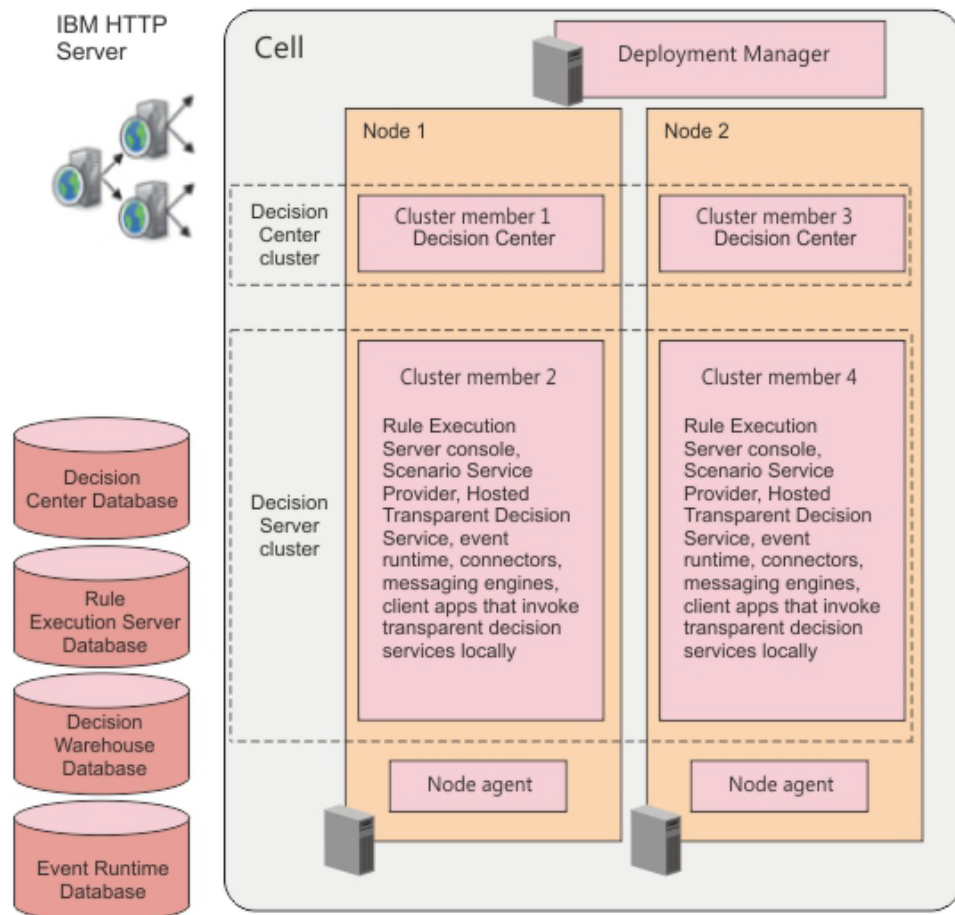 IBM HTTP
Server
Cell
Deployment Manager
Node 1
Node 2
Decision
Center
cluster
Cluster member 1
Decision Center
Cluster member 3
Decision Center
Decision
Server
cluster
Cluster member 2
Rule Execution
Server console,
Scenario Service
Provider, Hosted
Transparent Decision
Service, event
runtime, connectors,
messaging engines,
client apps that invoke
transparent decision
services locally
Cluster member 4
Rule Execution
Server console,
Scenario Service
Provider, Hosted
Transparent Decision
Service, event
runtime, connectors,
messaging engines,
client apps that invoke
transparent decision
services locally
Node agent
Node agent
Decision
Center Database
Rule
Execution Server
Database
Decision
Warehouse
Database
Event Runtime
Database